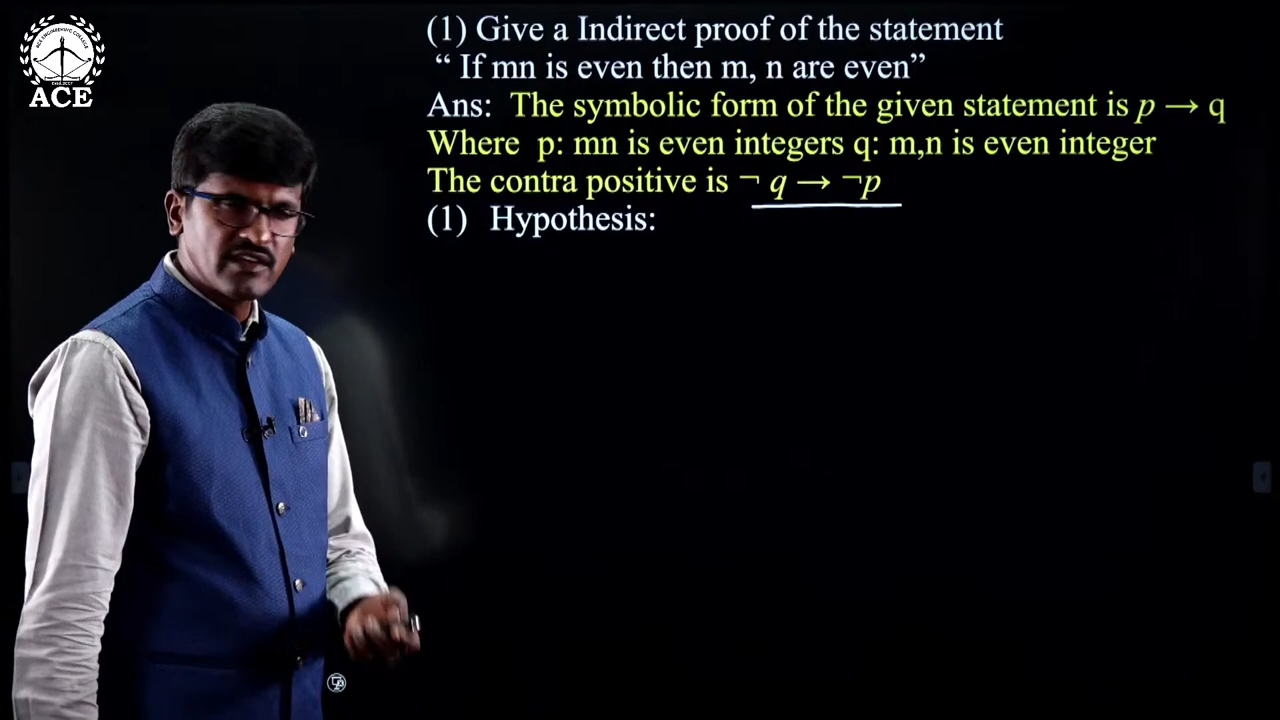 ACE
(1) Give a Indirect proof of the statement
“ If mn is even then m, n are even”
Ans: The symbolic form of the given statement is p → q
Where p: mn is even integers q: m,n is even integer
The contra positive is ¬ q → ¬p
(1) Hypothesis: